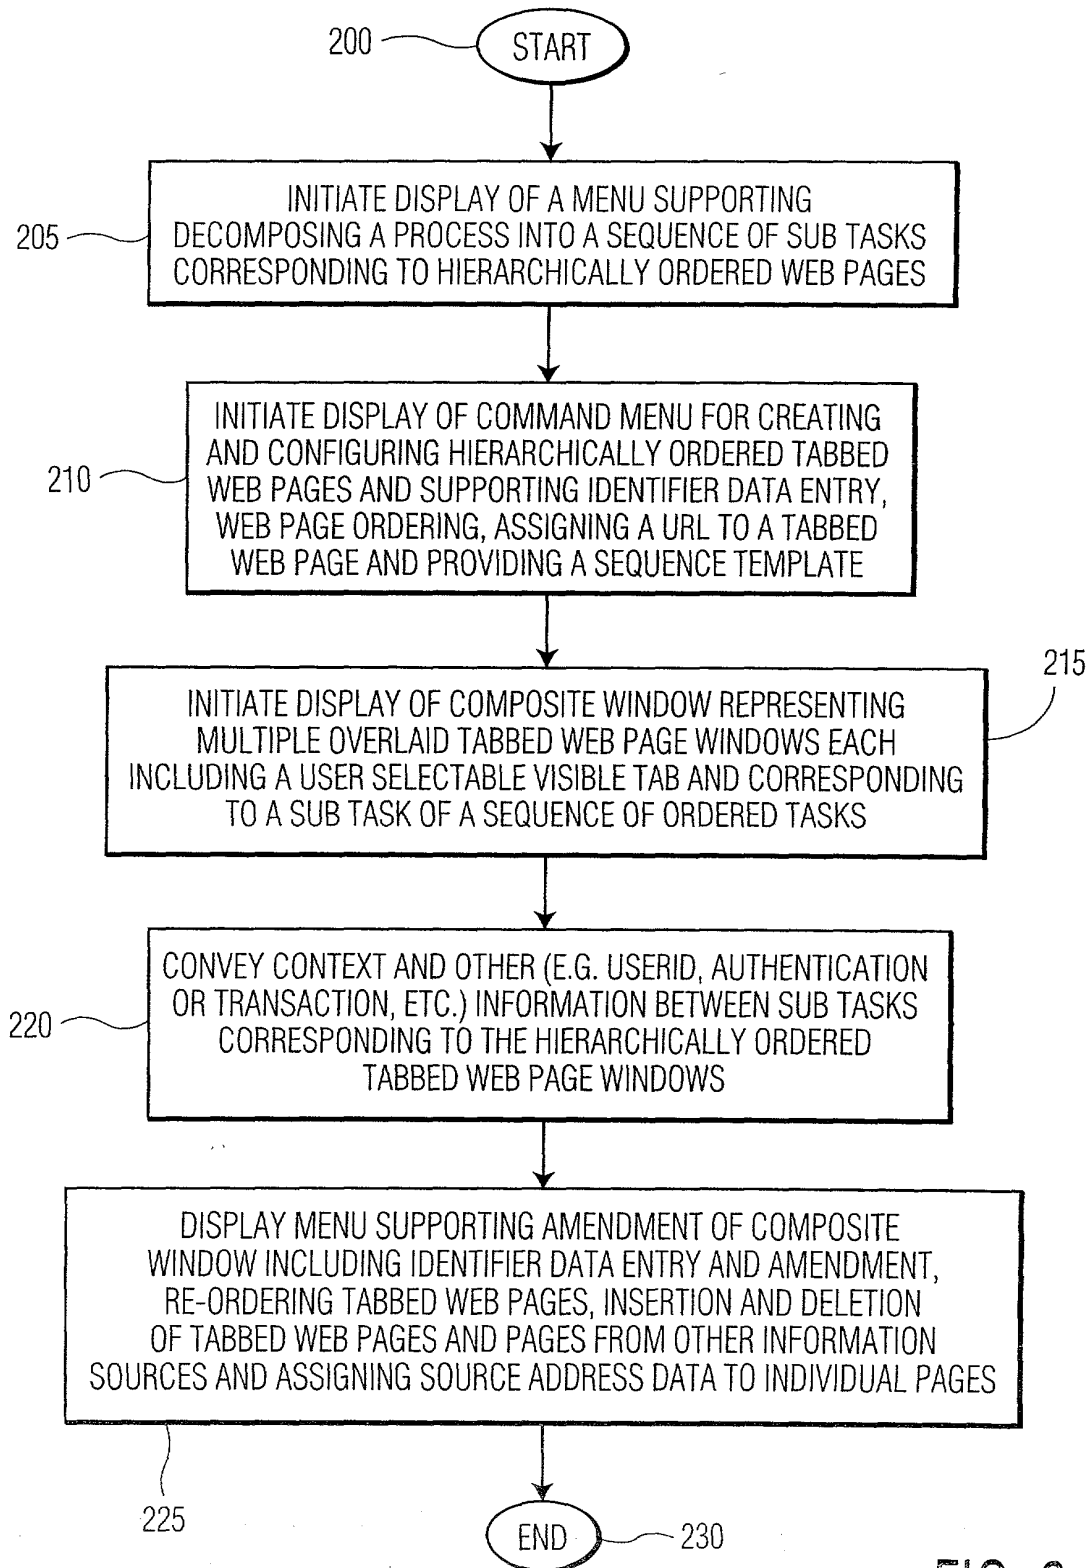 200
START
205
INITIATE DISPLAY OF A MENU SUPPORTING
DECOMPOSING A PROCESS INTO A SEQUENCE OF SUB TASKS
CORRESPONDING TO HIERARCHICALLY ORDERED WEB PAGES
210
INITIATE DISPLAY OF COMMAND MENU FOR CREATING
AND CONFIGURING HIERARCHICALLY ORDERED TABBED
WEB PAGES AND SUPPORTING IDENTIFIER DATA ENTRY,
WEB PAGE ORDERING, ASSIGNING A URL TO A TABBED
WEB PAGE AND PROVIDING A SEQUENCE TEMPLATE
215
INITIATE DISPLAY OF COMPOSITE WINDOW REPRESENTING
MULTIPLE OVERLAID TABBED WEB PAGE WINDOWS EACH
INCLUDING A USER SELECTABLE VISIBLE TAB AND CORRESPONDING
TO A SUB TASK OF A SEQUENCE OF ORDERED TASKS
220
CONVEY CONTEXT AND OTHER (E.G. USERID, AUTHENTICATION
OR TRANSACTION, ETC.) INFORMATION BETWEEN SUB TASKS
CORRESPONDING TO THE HIERARCHICALLY ORDERED
TABBED WEB PAGE WINDOWS
DISPLAY MENU SUPPORTING AMENDMENT OF COMPOSITE
WINDOW INCLUDING IDENTIFIER DATA ENTRY AND AMENDMENT,
RE-ORDERING TABBED WEB PAGES, INSERTION AND DELETION
OF TABBED WEB PAGES AND PAGES FROM OTHER INFORMATION
SOURCES AND ASSIGNING SOURCE ADDRESS DATA TO INDIVIDUAL PAGES
225
END
230